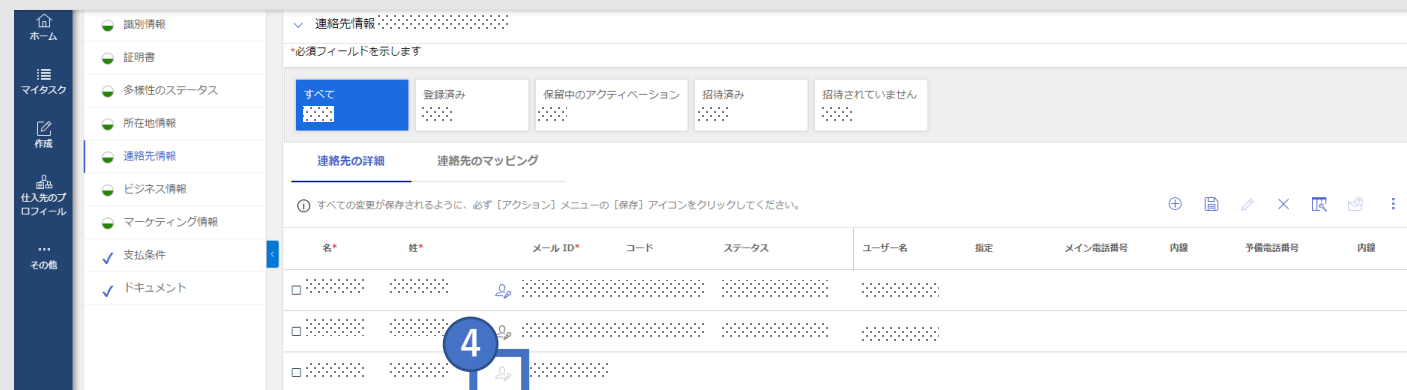 ホーム
マイタスク
作成
仕入先のプ
ロフィール
その他
識別情報
証明書
多様性のステータス
所在地情報
連絡先情報
ビジネス情報
マーケティング情報
支払条件
ドキュメント
連絡先情報
*必須フィールドを示します
すべて
登録済み
保留中のアクティベーション
招待済み
招待されていません
連絡先の詳細
連絡先のマッピング
すべての変更が保存されるように、必ず［アクション］メニューの［保存］アイコンをクリックしてください。
名* 姓* メール ID* コード ステータス ユーザー名 指定 メイン電話番号 内線 予備電話番号 内線
4